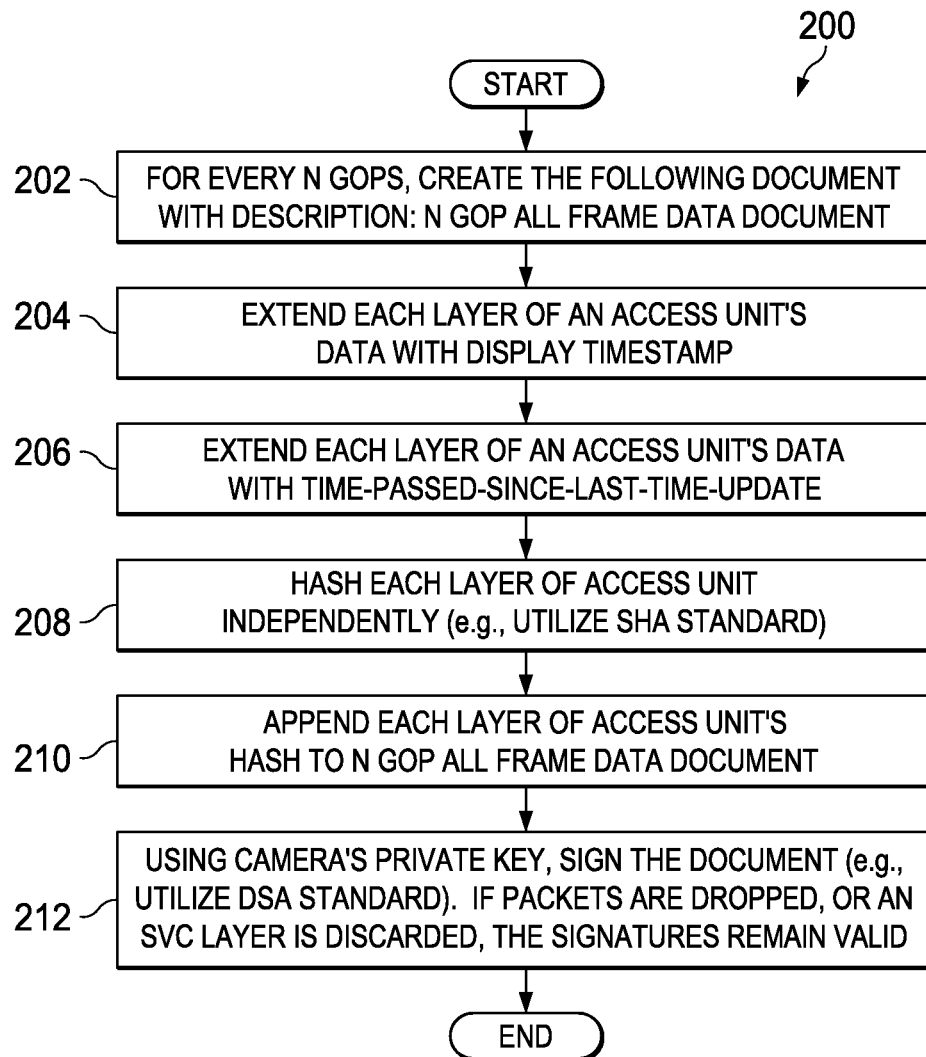 200
START
202
FOR EVERY N GOPS, CREATE THE FOLLOWING DOCUMENT
WITH DESCRIPTION: N GOP ALL FRAME DATA DOCUMENT
204
EXTEND EACH LAYER OF AN ACCESS UNIT'S
DATA WITH DISPLAY TIMESTAMP
206
EXTEND EACH LAYER OF AN ACCESS UNIT'S DATA
WITH TIME-PASSED-SINCE-LAST-TIME-UPDATE
208
HASH EACH LAYER OF ACCESS UNIT
INDEPENDENTLY (e.g., UTILIZE SHA STANDARD)
210
APPEND EACH LAYER OF ACCESS UNIT'S
HASH TO N GOP ALL FRAME DATA DOCUMENT
212
USING CAMERA'S PRIVATE KEY, SIGN THE DOCUMENT (e.g.,
UTILIZE DSA STANDARD). IF PACKETS ARE DROPPED, OR AN
SVC LAYER IS DISCARDED, THE SIGNATURES REMAIN VALID
END